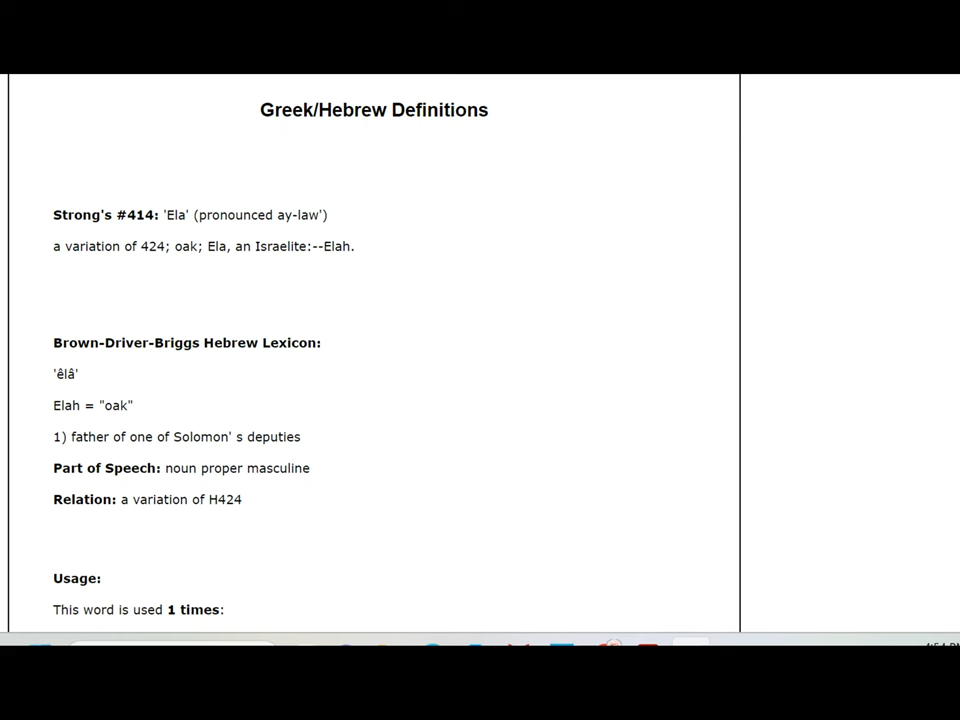 Greek/Hebrew Definitions
Strong's #414: 'Ela' (pronounced ay-law')
a variation of 424; oak; Ela, an Israelite:--Elah.
Brown-Driver-Briggs Hebrew Lexicon:
'êlâ'
Elah = "oak"
1) father of one of Solomon' s deputies
Part of Speech: noun proper masculine
Relation: a variation of H424
Usage:
This word is used 1 times: